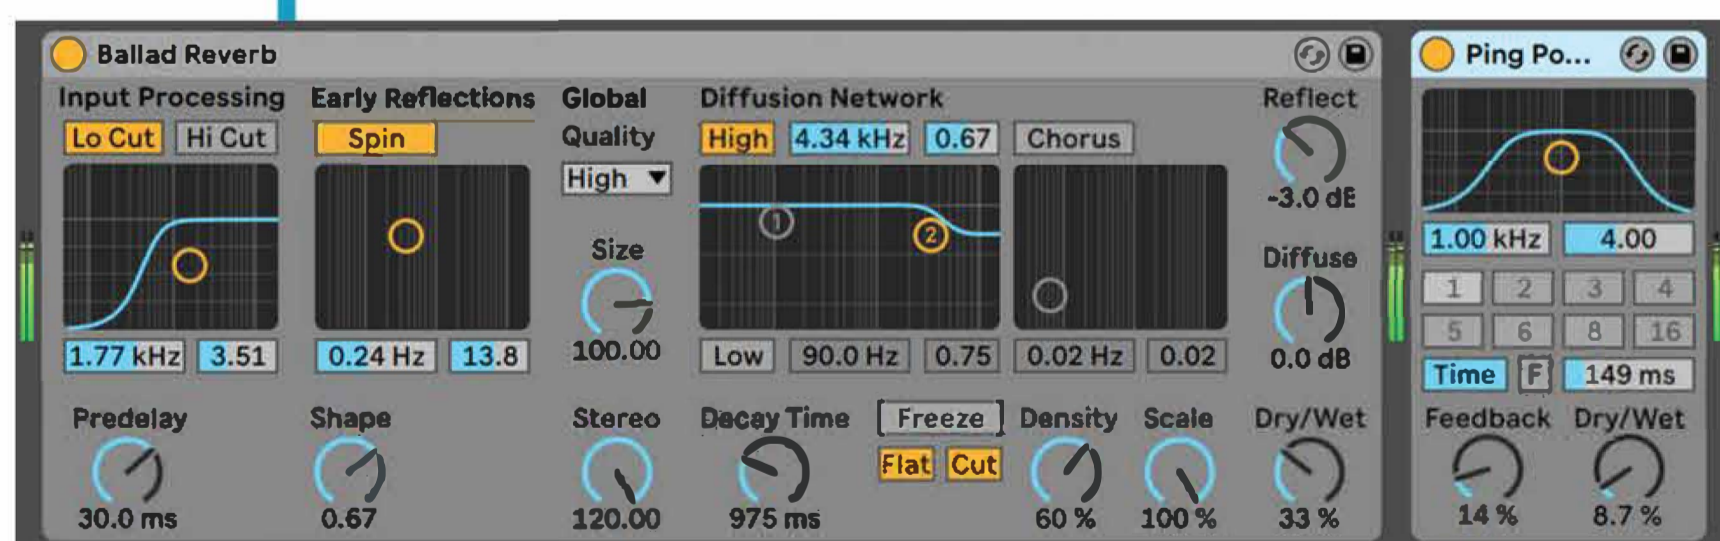 Ballad Reverb
Ping Po...
Input Processing
Lo Cut Hi Cut
1.77 kHz 3.51
Predelay
30.0 ms
Early Reflections
Spin
0.24 Hz 13.8
Shape
0.67
Global
Quality
High
Size
100.00
Stereo
120.00
Diffusion Network
High 4.34 kHz 0.67 Chorus
1
2
Low 90.0 Hz 0.75 0.02 Hz 0.02
Decay Time
975 ms
Freeze
Flat Cut
Density
60 %
Scale
100 %
Reflect
-3.0 dE
Diffuse
0.0 dB
Dry/Wet
33 %
1.00 kHz 4.00
1 2 3 4
5 6 8 16
Time F 149 ms
Feedback Dry/Wet
14 % 8.7 %